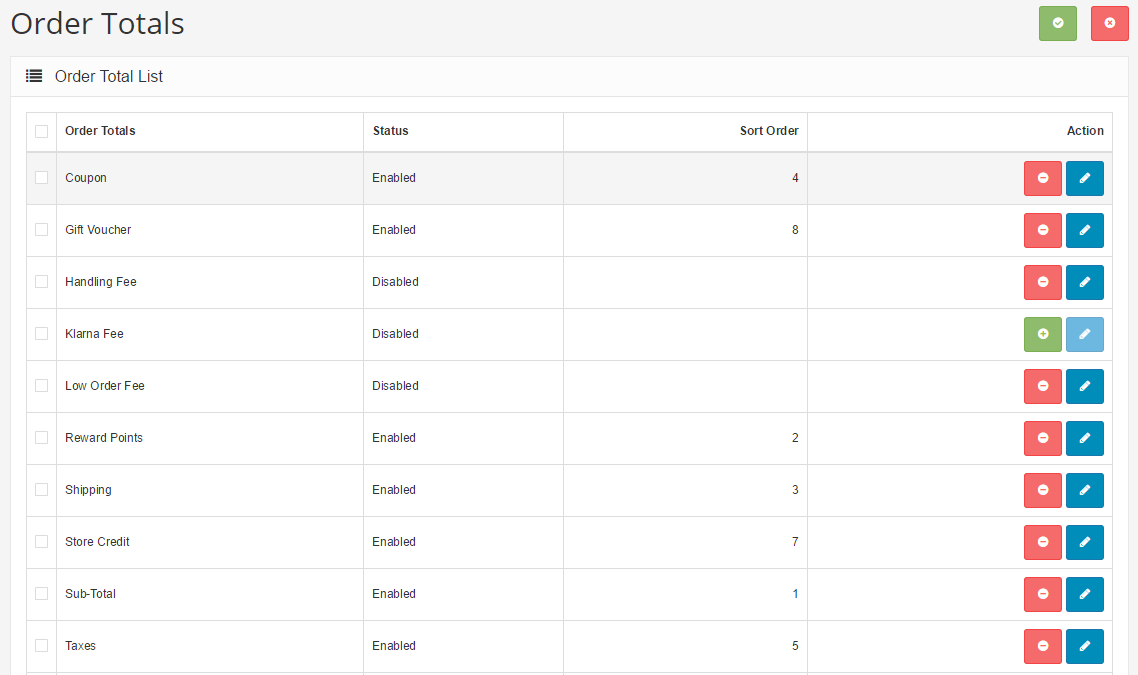 Order Totals
Order Total List
Order Totals Status Sort Order Action
Coupon Enabled 4
Gift Voucher Enabled 8
Handling Fee Disabled
Klarna Fee Disabled
Low Order Fee Disabled
Reward Points Enabled 2
Shipping Enabled 3
Store Credit Enabled 7
Sub-Total Enabled 1
Taxes Enabled 5